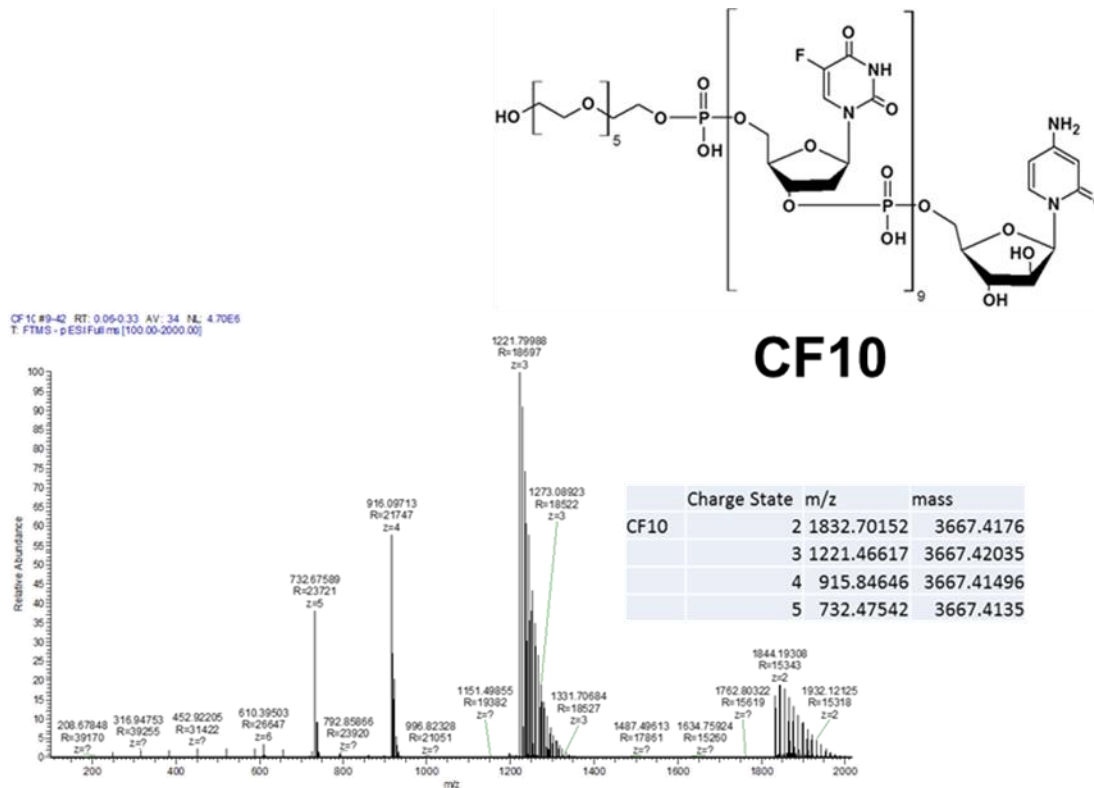 O
F
NH
O
O
O
HO
O
O
P
O
N
5
OH
O
O
O
P
O
OH
9
NH2
N
O
O
HO
OH
CF10
CF10 #9-42 RT: 0.06-0.33 AV: 34 NL: 4.70E6
T: FTMS - p ESI Full ms [100.00-2000.00]
1221.79988
R=18697
z=3
1273.08923
R=18522
z=3
916.09713
R=21747
z=4
732.67589
R=23721
z=5
1844.19308
R=15343
z=2
1151.49855
R=19382
z=?
1331.70684
R=18527
z=3
1762.80322
R=15619
z=?
1932.12125
R=15318
z=2
208.67848
R=39170
z=?
316.94753
R=39255
z=?
452.92205
R=31422
z=?
610.39503
R=26647
z=6
792.85866
R=23920
z=?
996.82328
R=21051
z=?
1487.49613
R=17861
z=?
1634.75924
R=15260
z=?
Relative Abundance
100
95
90
85
80
75
70
65
60
55
50
45
40
35
30
25
20
15
10
5
0
200 400 600 800 1000 1200 1400 1600 1800 2000
m/z
Charge State m/z mass
CF10 2 1832.70152 3667.4176
3 1221.46617 3667.42035
4 915.84646 3667.41496
5 732.47542 3667.4135